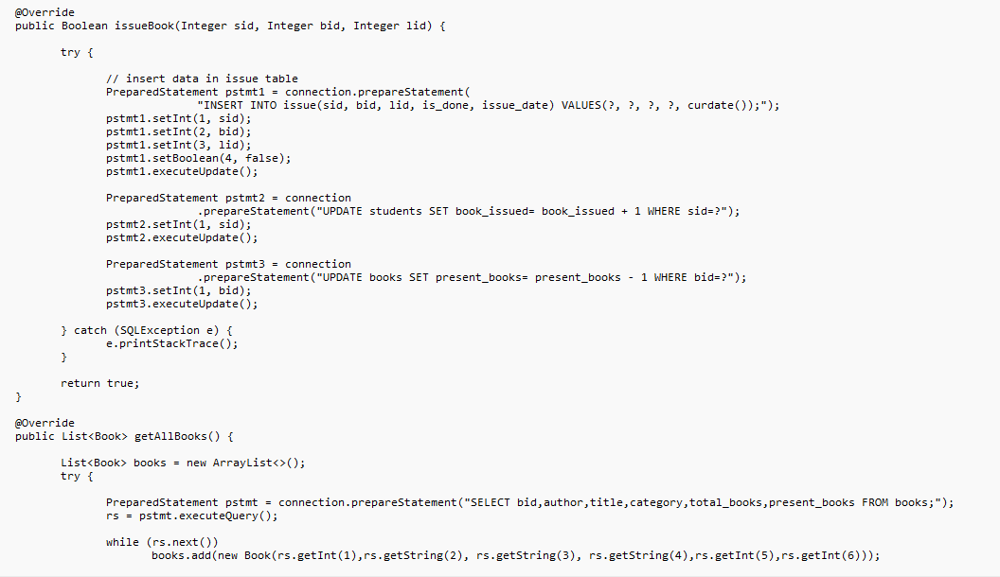 @Override
public Boolean issueBook(Integer sid, Integer bid, Integer lid) {
try {
// insert data in issue table
PreparedStatement pstmt1 = connection.prepareStatement(
"INSERT INTO issue(sid, bid, lid, is_done, issue_date) VALUES(?, ?, ?, ?, curdate());");
pstmt1.setInt(1, sid);
pstmt1.setInt(2, bid);
pstmt1.setInt(3, lid);
pstmt1.setBoolean(4, false);
pstmt1.executeUpdate();
PreparedStatement pstmt2 = connection
.prepareStatement("UPDATE students SET book_issued= book_issued + 1 WHERE sid=?");
pstmt2.setInt(1, sid);
pstmt2.executeUpdate();
PreparedStatement pstmt3 = connection
.prepareStatement("UPDATE books SET present_books= present_books - 1 WHERE bid=?");
pstmt3.setInt(1, bid);
pstmt3.executeUpdate();
} catch (SQLException e) {
e.printStackTrace();
}
return true;
}
@Override
public List<Book> getAllBooks() {
List<Book> books = new ArrayList<>();
try {
PreparedStatement pstmt = connection.prepareStatement("SELECT bid,author,title,category,total_books,present_books FROM books;");
rs = pstmt.executeQuery();
while (rs.next())
books.add(new Book(rs.getInt(1),rs.getString(2), rs.getString(3), rs.getString(4),rs.getInt(5),rs.getInt(6)));